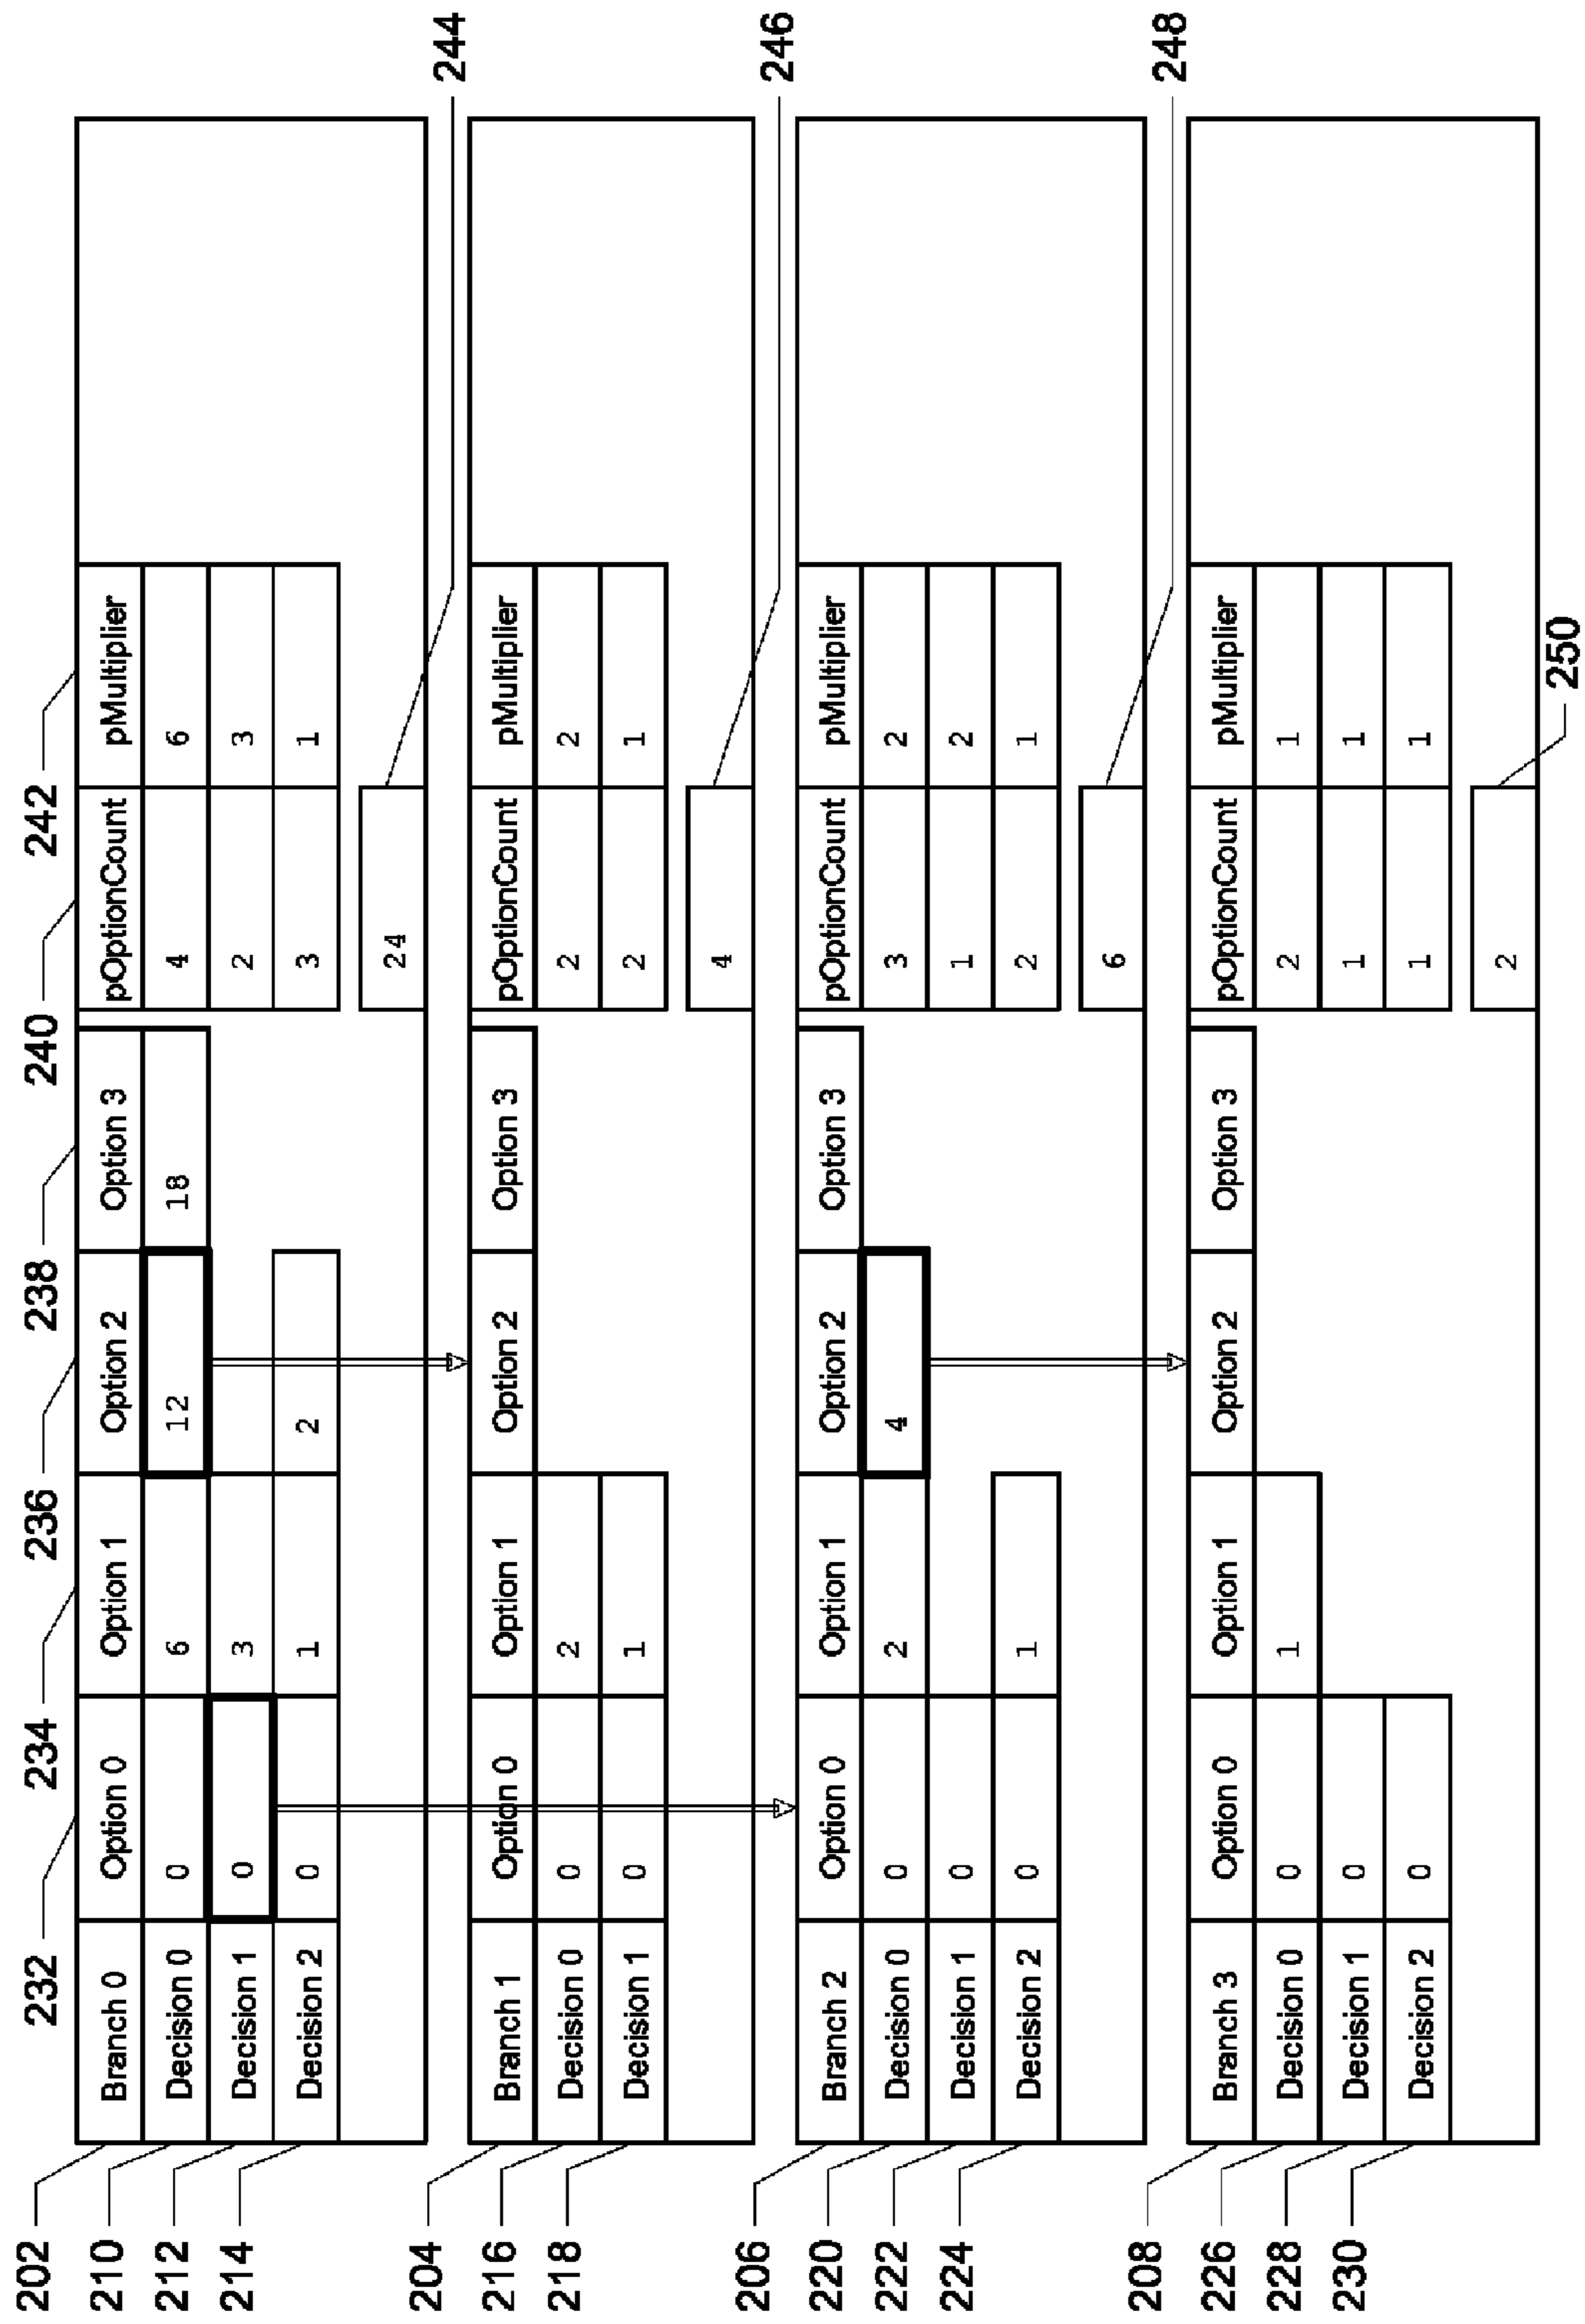 232 234 236 238 240 242
202 Branch 0 Option 0 Option 1 Option 2 Option 3 pOptionCount pMultiplier
210 Decision 0 0 6 12 18 4 6
212 Decision 1 0 3 2 3
214 Decision 2 0 1 2 3 1
24
244
204 Branch 1 Option 0 Option 1 Option 2 Option 3 pOptionCount pMultiplier
216 Decision 0 0 2 2 2
218 Decision 1 0 1 2 1
4
246
206 Branch 2 Option 0 Option 1 Option 2 Option 3 pOptionCount pMultiplier
220 Decision 0 0 2 4 3 2
222 Decision 1 0 1 2
224 Decision 2 0 1 2 1
6
248
208 Branch 3 Option 0 Option 1 Option 2 Option 3 pOptionCount pMultiplier
226 Decision 0 0 1 2 1
228 Decision 1 0 1 1
230 Decision 2 0 1 1
2
250